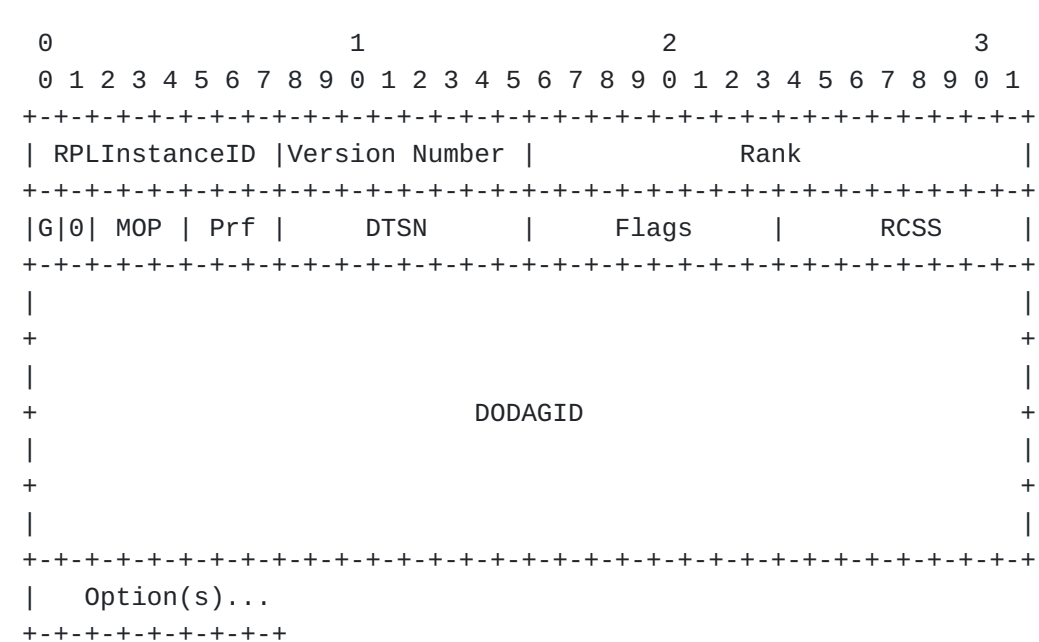 0                   1                   2                   3
 0 1 2 3 4 5 6 7 8 9 0 1 2 3 4 5 6 7 8 9 0 1 2 3 4 5 6 7 8 9 0 1
+-+-+-+-+-+-+-+-+-+-+-+-+-+-+-+-+-+-+-+-+-+-+-+-+-+-+-+-+-+-+-+-+
| RPLInstanceID |Version Number |             Rank              |
+-+-+-+-+-+-+-+-+-+-+-+-+-+-+-+-+-+-+-+-+-+-+-+-+-+-+-+-+-+-+-+-+
|G|0| MOP | Prf |     DTSN      |     Flags     |      RCSS     |
+-+-+-+-+-+-+-+-+-+-+-+-+-+-+-+-+-+-+-+-+-+-+-+-+-+-+-+-+-+-+-+-+
|                                                               |
+                                                               +
|                                                               |
+                            DODAGID                            +
|                                                               |
+                                                               +
|                                                               |
+-+-+-+-+-+-+-+-+-+-+-+-+-+-+-+-+-+-+-+-+-+-+-+-+-+-+-+-+-+-+-+-+
|   Option(s)...
+-+-+-+-+-+-+-+-+